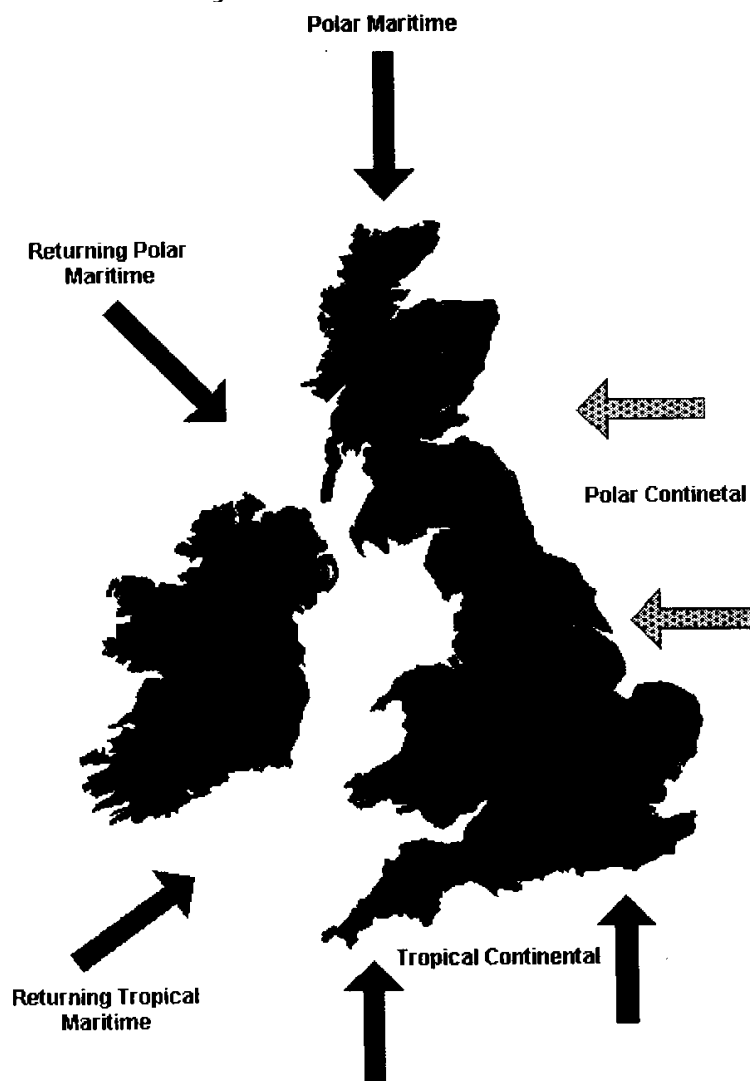 Polar Maritime
Returning Polar
Maritime
Polar Continetal
Tropical Continental
Returning Tropical
Maritime